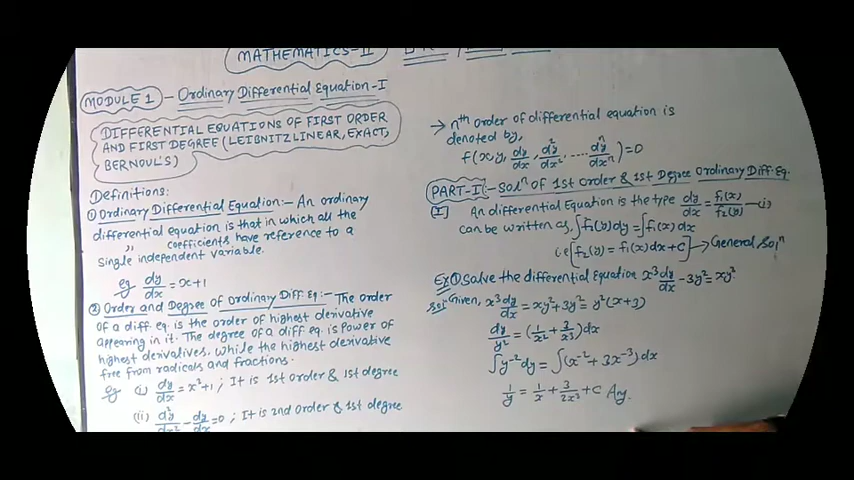 MATHEMATICS-II
MODULE 1 - Ordinary Differential Equation-I
DIFFERENTIAL EQUATIONS OF FIRST ORDER
AND FIRST DEGREE (LEIBNITZ LINEAR, EXACT,
BERNOUL'S)
Definitions:
① Ordinary Differential Equation:- An ordinary
differential equation is that in which all the
" coefficients have reference to a
single independent variable.
eg dy/dx = x+1
② Order and Degree of Ordinary Diff. Eq:- The order
of a diff. eq. is the order of highest derivative
appearing in it. The degree of a diff eq. is Power of
highest derivatives. While the highest derivative
free from radicals and fractions.
eg (i) dy/dx = x²+1 ; It is 1st order & 1st degree
(ii) d²y/dx² - dy/dx = 0 ; It is 2nd order & 1st degree
→ nth order of differential equation is
denoted by,
f(x, y, dy/dx, d²y/dx², .... dⁿy/dxⁿ) = 0
PART-I :- Solⁿ of 1st order & 1st Degree Ordinary Diff. Eq.
[I] An differential Equation is the type dy/dx = f₁(x)/f₂(y) —(i)
can be written as, ∫f₂(y)dy = ∫f₁(x)dx
i.e [f₂(y) = f₁(x)dx + C] → General Solⁿ
Ex① Solve the differential Equation x³dy/dx - 3y² = xy²
Solⁿ Given, x³dy/dx = xy² + 3y² = y²(x+3)
dy/y² = (1/x² + 3/x³)dx
∫y⁻²dy = ∫(x⁻² + 3x⁻³)dx
1/y = 1/x + 3/2x² + C Ans.